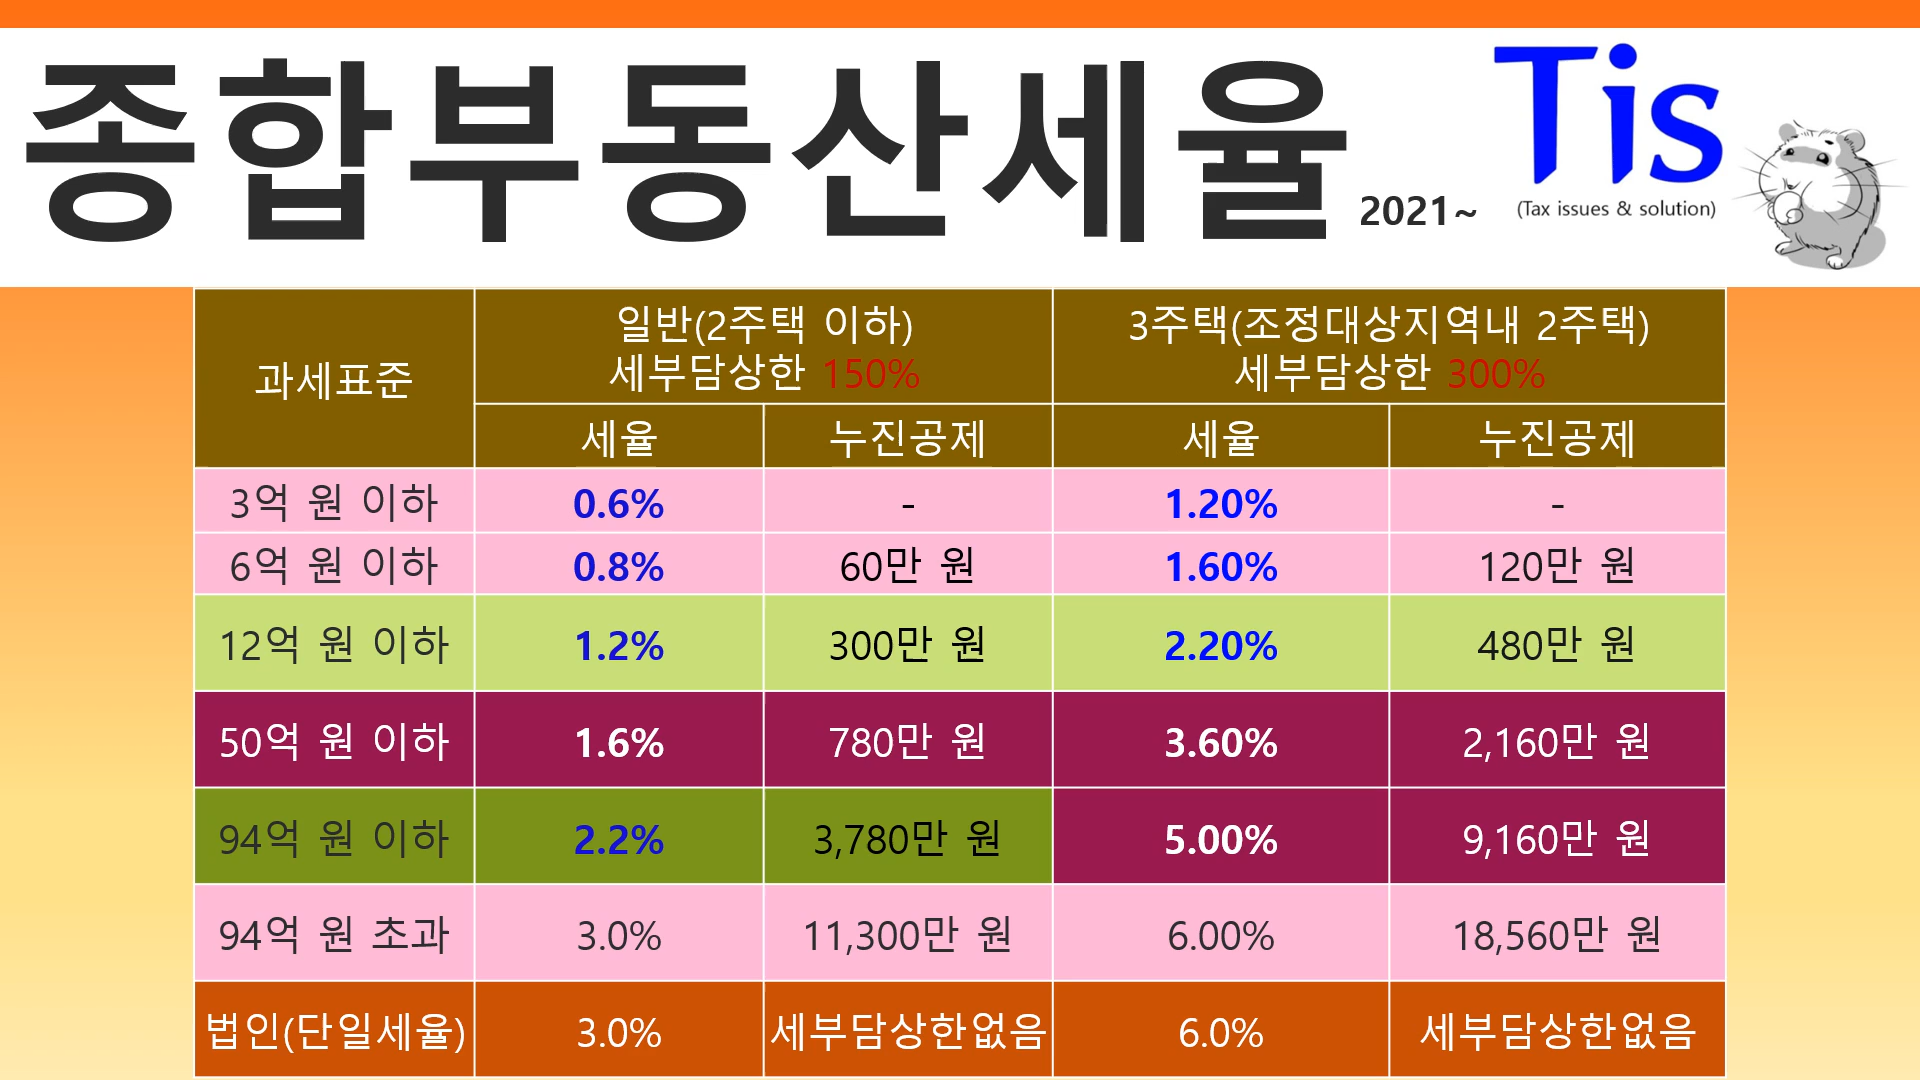 종합부동산세율 2021~
Tis
(Tax issues & solution)
과세표준
일반(2주택 이하)
세부담상한 150%
3주택(조정대상지역내 2주택)
세부담상한 300%
세율 누진공제 세율 누진공제
3억 원 이하 0.6% - 1.20% -
6억 원 이하 0.8% 60만 원 1.60% 120만 원
12억 원 이하 1.2% 300만 원 2.20% 480만 원
50억 원 이하 1.6% 780만 원 3.60% 2,160만 원
94억 원 이하 2.2% 3,780만 원 5.00% 9,160만 원
94억 원 초과 3.0% 11,300만 원 6.00% 18,560만 원
법인(단일세율) 3.0% 세부담상한없음 6.0% 세부담상한없음